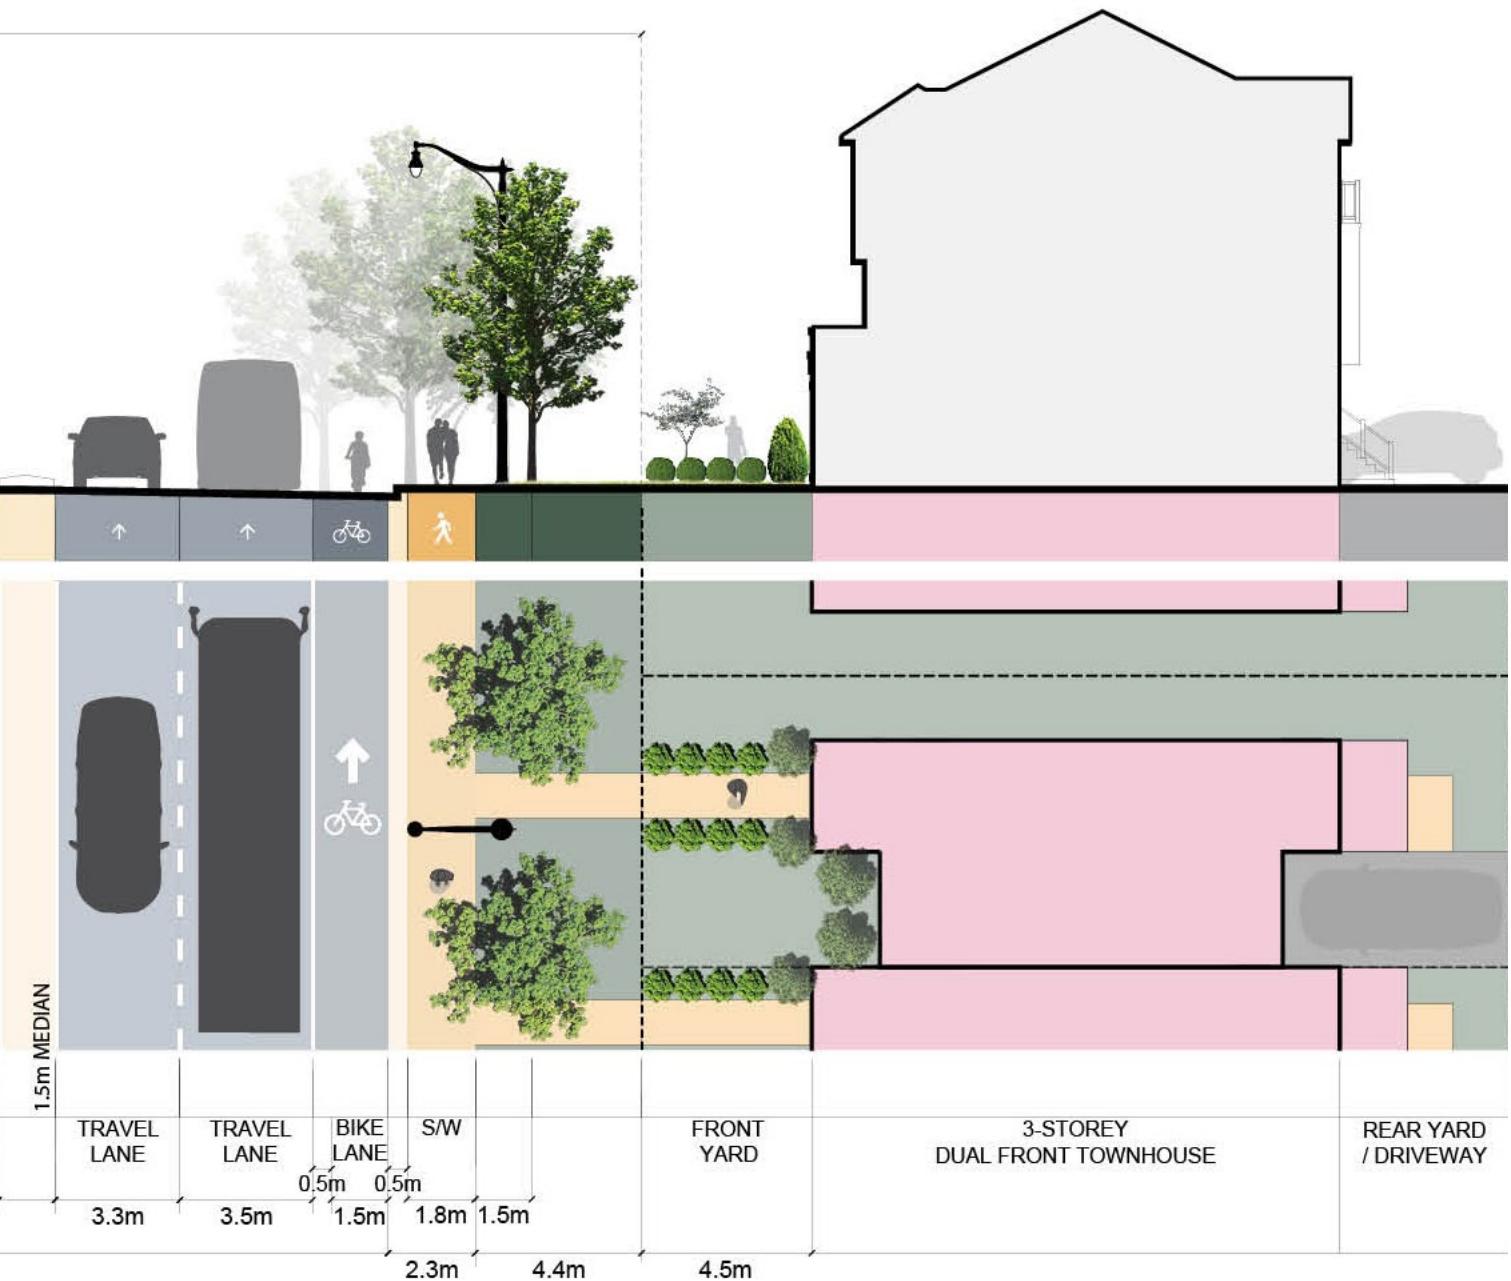 1.5m MEDIAN
TRAVEL
LANE
TRAVEL
LANE
BIKE
LANE
S/W
FRONT
YARD
3-STOREY
DUAL FRONT TOWNHOUSE
REAR YARD
/ DRIVEWAY
0.5m
0.5m
3.3m
3.5m
1.5m
1.8m
1.5m
2.3m
4.4m
4.5m